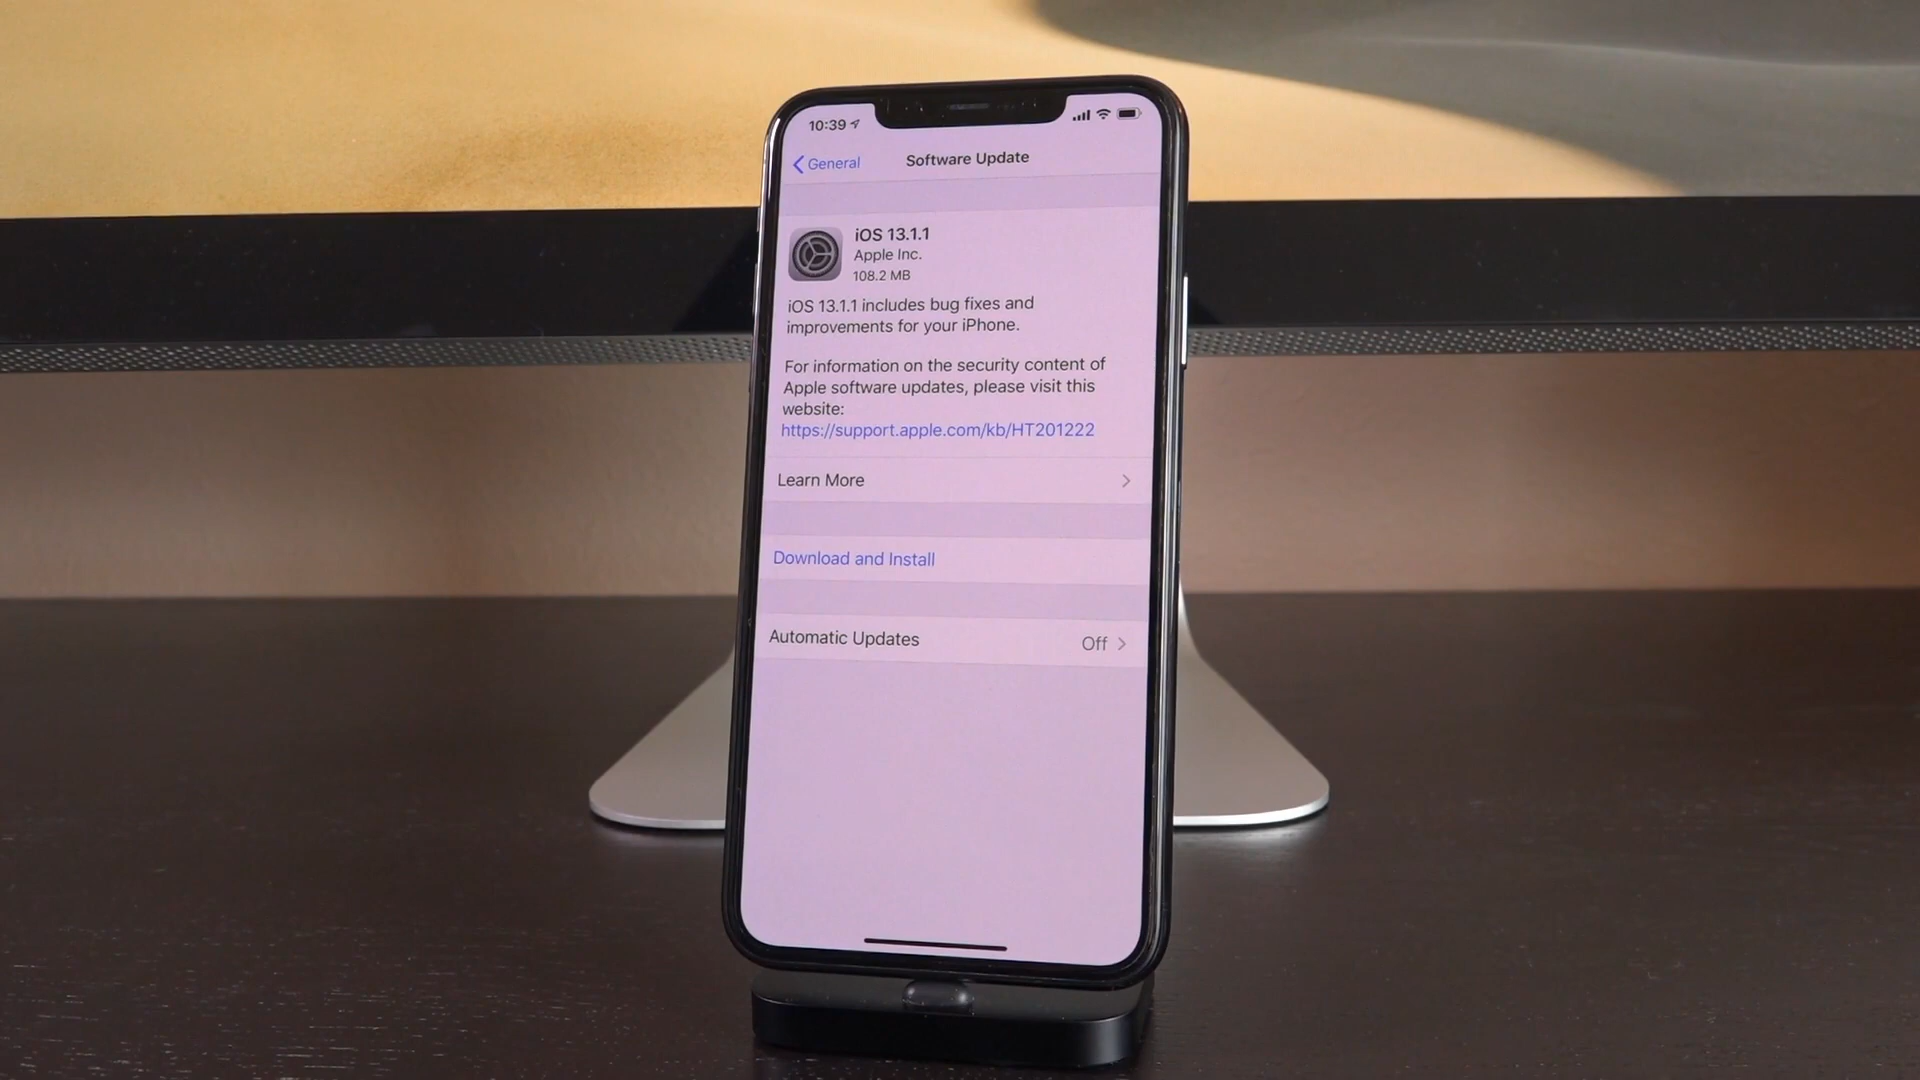 10:39
General
Software Update
iOS 13.1.1
Apple Inc.
108.2 MB
iOS 13.1.1 includes bug fixes and
improvements for your iPhone.
For information on the security content of
Apple software updates, please visit this
website:
https://support.apple.com/kb/HT201222
Learn More
Download and Install
Automatic Updates
Off